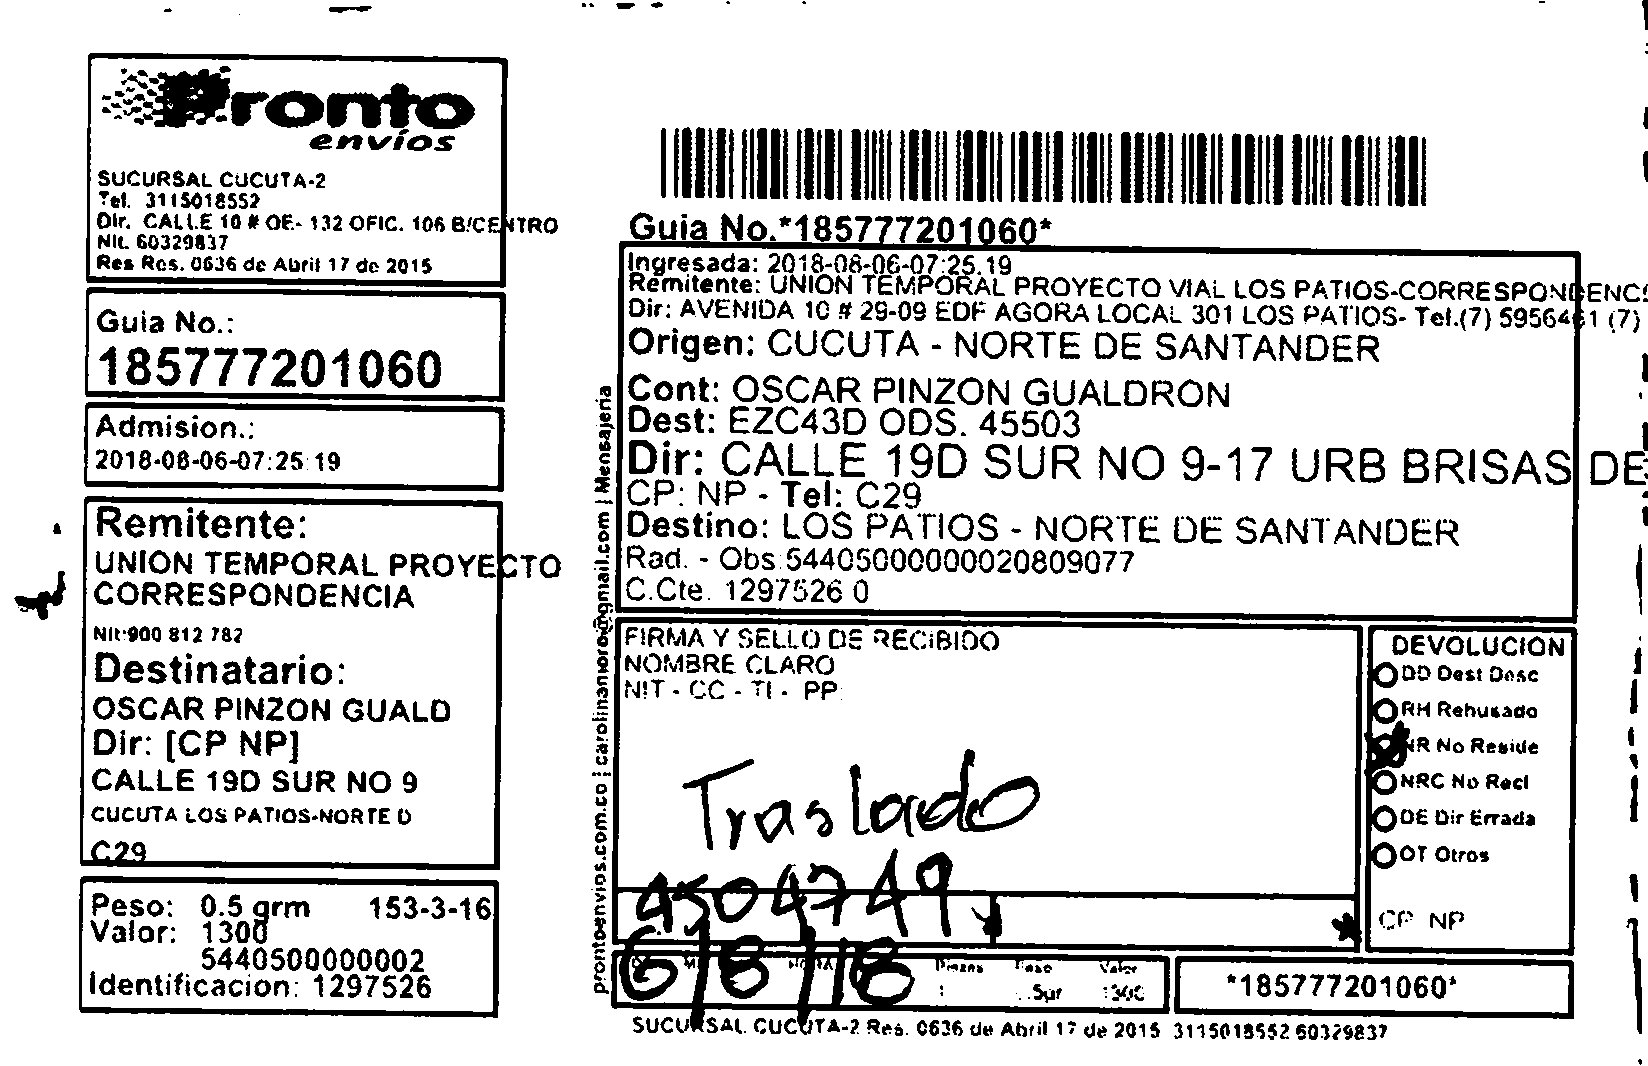 Pronto
envíos
SUCURSAL CUCUTA-2
Tel. 3115018552
Dir. CALLE 10 # OE- 132 OFIC. 106 B/CENTRO
Nit. 60329837
Res Res. 0636 de Abril 17 de 2015
Guia No.:
185777201060
Admision.:
2018-08-06-07:25:19
Remitente:
UNION TEMPORAL PROYECTO
CORRESPONDENCIA
Nit:900 812 782
Destinatario:
OSCAR PINZON GUALD
Dir: [CP NP]
CALLE 19D SUR NO 9
CUCUTA LOS PATIOS-NORTE D
C29
Peso: 0.5 grm 153-3-16
Valor: 1300
5440500000002
Identificacion: 1297526
prontoenvios.com.co | carolinanoro@gmail.com | Mensajeria
Guia No.*185777201060*
Ingresada: 2018-08-06-07:25.19
Remitente: UNION TEMPORAL PROYECTO VIAL LOS PATIOS-CORRESPONDENC
Dir: AVENIDA 10 # 29-09 EDF AGORA LOCAL 301 LOS PATIOS- Tel.(7) 5956461 (7)
Origen: CUCUTA - NORTE DE SANTANDER
Cont: OSCAR PINZON GUALDRON
Dest: EZC43D ODS. 45503
Dir: CALLE 19D SUR NO 9-17 URB BRISAS DE
CP: NP - Tel: C29
Destino: LOS PATIOS - NORTE DE SANTANDER
Rad. - Obs:544050000000020809077
C.Cte. 1297526 0
FIRMA Y SELLO DE RECIBIDO
NOMBRE CLARO
NIT - CC - TI - PP
Traslado
4504749
6/8/18
Piezas Peso Valor
1 .5gr 1300
DEVOLUCION
DD Dest Desc
RH Rehusado
NR No Reside
NRC No Recl
DE Dir Errada
OT Otros
CP NP
*185777201060*
SUCURSAL CUCUTA-2 Res. 0636 de Abril 17 de 2015 3115018552 60329837